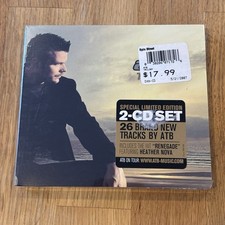 $17.99
SPECIAL LIMITED EDITION
2-CD SET
26 BRAND NEW
TRACKS BY ATB
INCLUDES THE HIT "RENEGADE"
FEATURING HEATHER NOVA
ATB ON TOUR WWW.ATB-MUSIC.COM